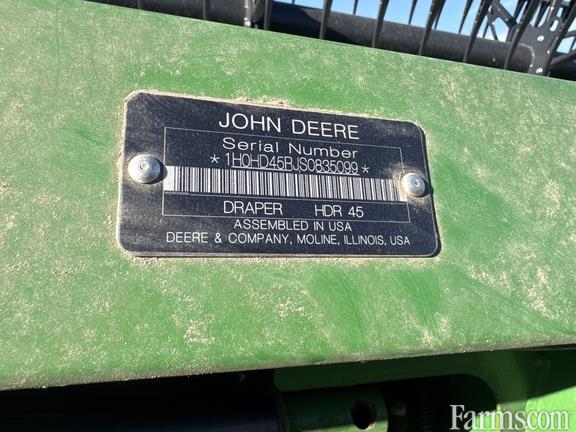 JOHN DEERE
Serial Number
*1H0HD45RJS0835099*
DRAPER HDR 45
ASSEMBLED IN USA
DEERE & COMPANY, MOLINE, ILLINOIS, USA
Farms.com